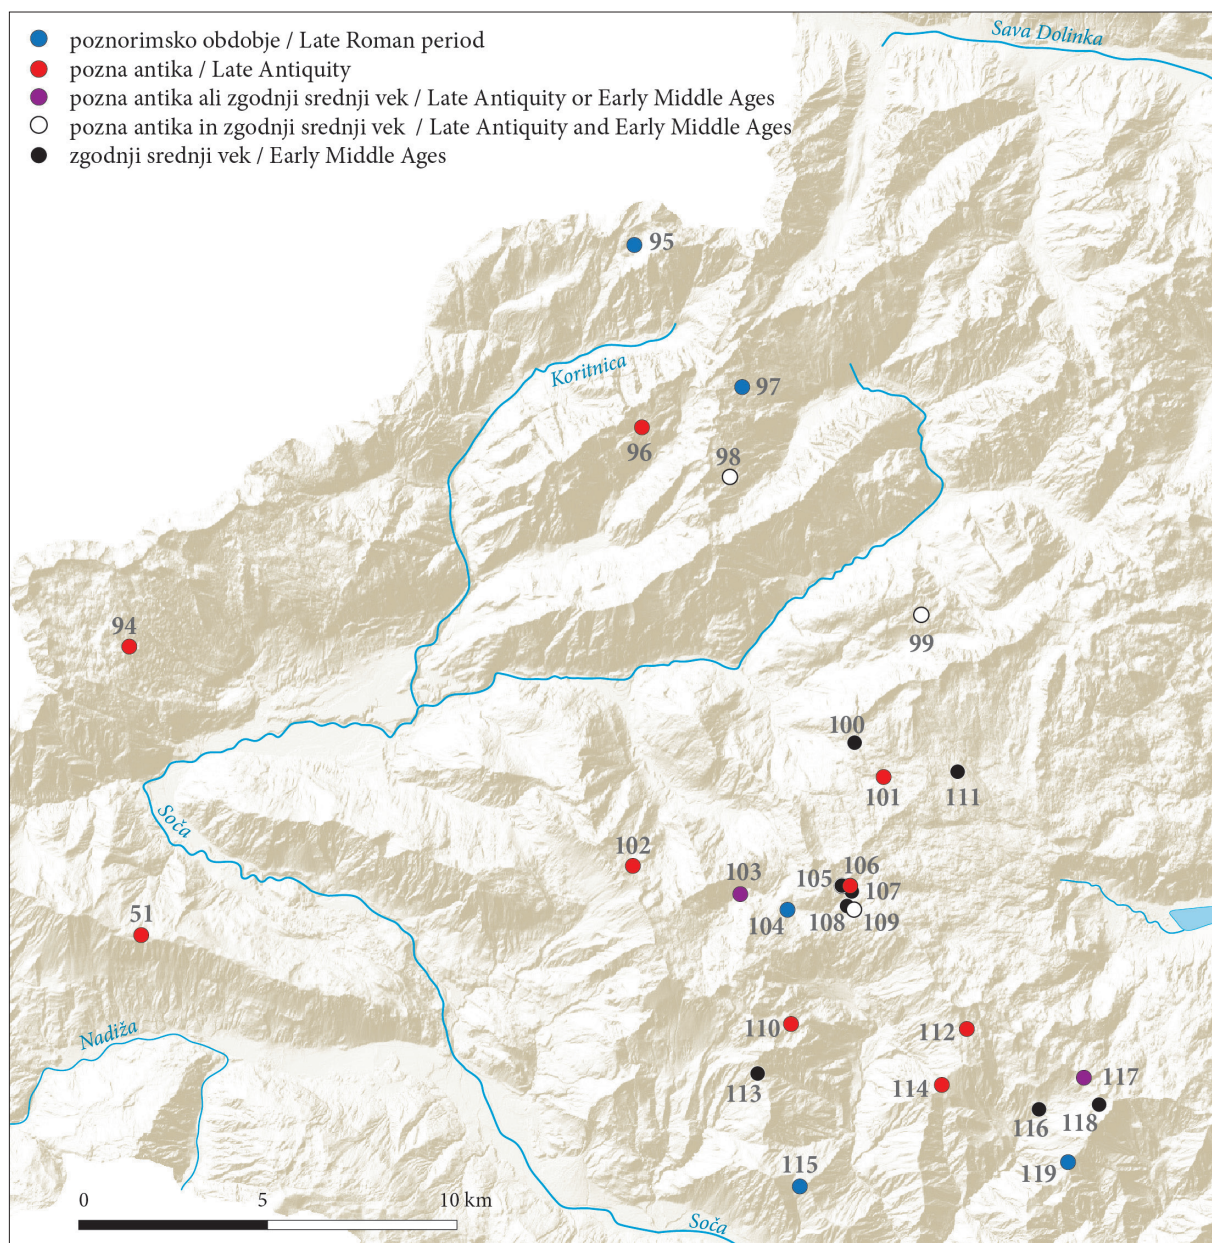 poznorimsko obdobje / Late Roman period
pozna antika / Late Antiquity
pozna antika ali zgodnji srednji vek / Late Antiquity or Early Middle Ages
pozna antika in zgodnji srednji vek / Late Antiquity and Early Middle Ages
zgodnji srednji vek / Early Middle Ages
Sava Dolinka
95
Koritnica
97
96
98
94
99
100
101
111
Soča
102
103
106
105
107
104
108
109
51
Nadiža
110
112
113
114
117
116
118
115
119
0 5 10 km
Soča